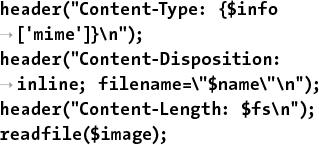 header("Content-Type: {$info
→['mime']}\n");
header("Content-Disposition:
→inline; filename=\"$name\"\n");
header("Content-Length: $fs\n");
readfile($image);